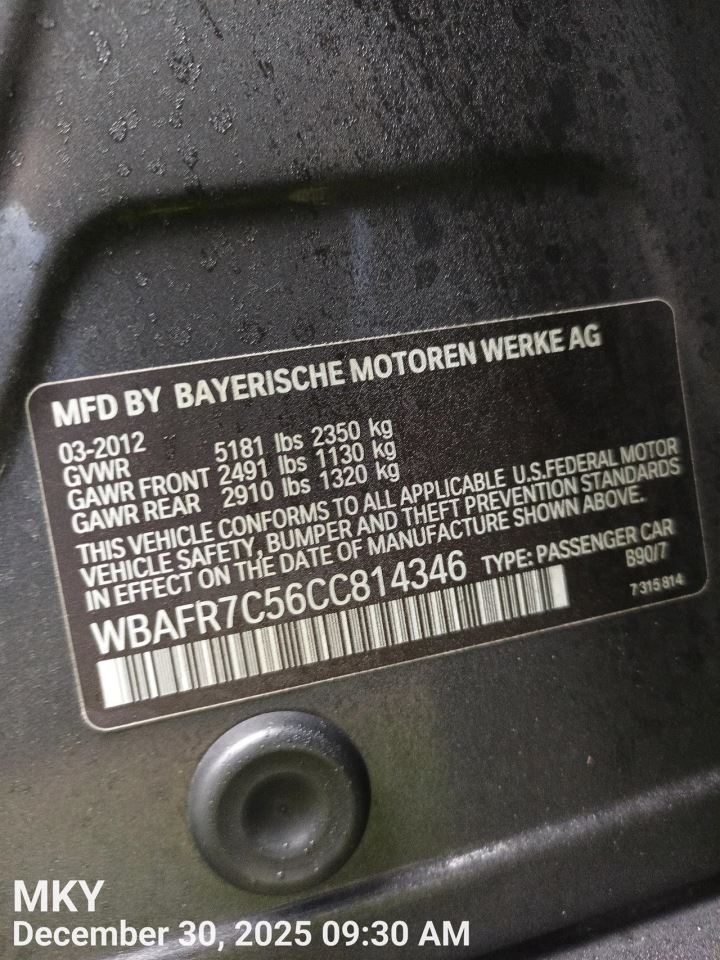 MFD BY BAYERISCHE MOTOREN WERKE AG
03-2012
GVWR 5181 lbs 2350 kg
GAWR FRONT 2491 lbs 1130 kg
GAWR REAR 2910 lbs 1320 kg
THIS VEHICLE CONFORMS TO ALL APPLICABLE U.S.FEDERAL MOTOR
VEHICLE SAFETY, BUMPER AND THEFT PREVENTION STANDARDS
IN EFFECT ON THE DATE OF MANUFACTURE SHOWN ABOVE.
WBAFR7C56CC814346 TYPE: PASSENGER CAR
B90/7
7 315 814
MKY
December 30, 2025 09:30 AM